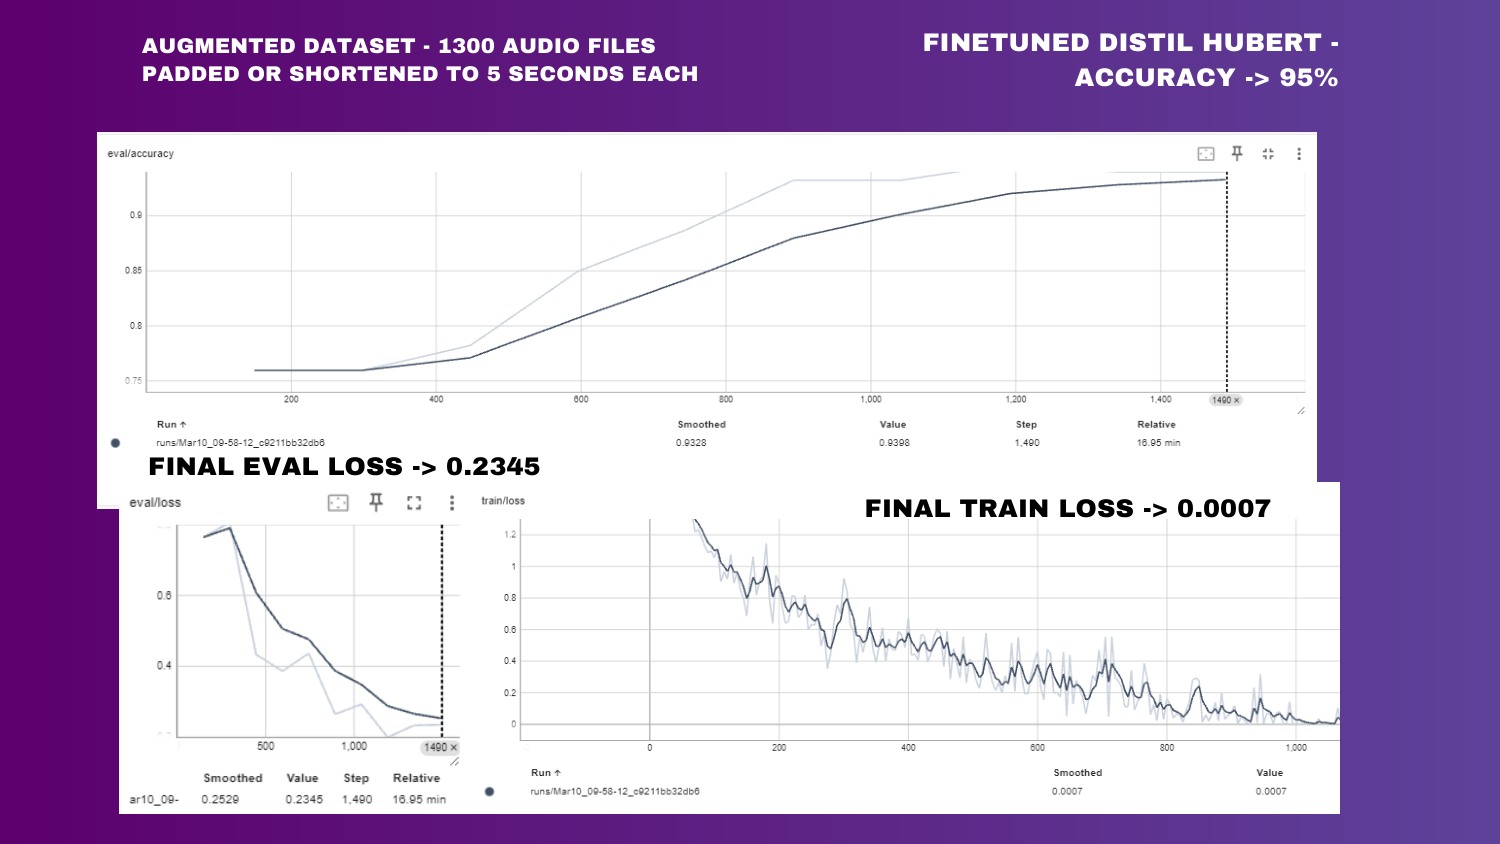 AUGMENTED DATASET - 1300 AUDIO FILES
PADDED OR SHORTENED TO 5 SECONDS EACH
FINETUNED DISTIL HUBERT -
ACCURACY -> 95%
eval/accuracy
0.9
0.85
0.8
0.75
200 400 600 800 1,000 1,200 1,400 1490 ×
Run ↑ Smoothed Value Step Relative
runs/Mar10_09-58-12_c9211bb32db6 0.9328 0.9398 1,490 16.95 min
FINAL EVAL LOSS -> 0.2345
eval/loss
0.6
0.4
500 1,000 1490 ×
Smoothed Value Step Relative
ar10_09- 0.2529 0.2345 1,490 16.95 min
train/loss
FINAL TRAIN LOSS -> 0.0007
1.2
1
0.8
0.6
0.4
0.2
0
0 200 400 600 800 1,000
Run ↑ Smoothed Value
runs/Mar10_09-58-12_c9211bb32db6 0.0007 0.0007